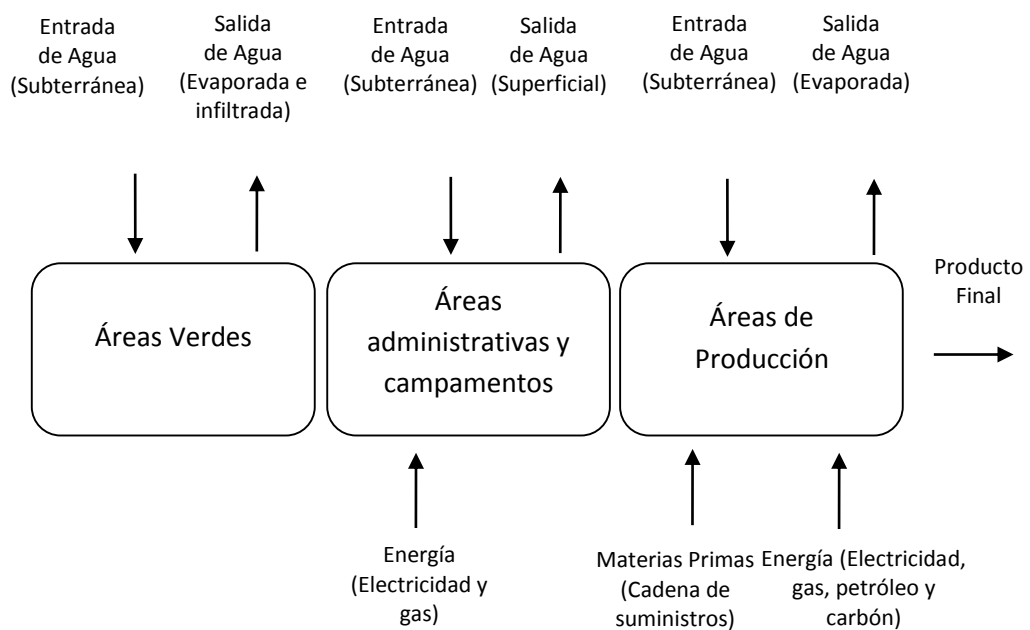 Entrada
de Agua
(Subterránea)
Salida
de Agua
(Evaporada e
infiltrada)
Entrada
de Agua
(Subterránea)
Salida
de Agua
(Superficial)
Entrada
de Agua
(Subterránea)
Salida
de Agua
(Evaporada)
Áreas Verdes
Áreas
administrativas y
campamentos
Áreas de
Producción
Producto
Final
Energía
(Electricidad y
gas)
Materias Primas
(Cadena de
suministros)
Energía (Electricidad,
gas, petróleo y
carbón)